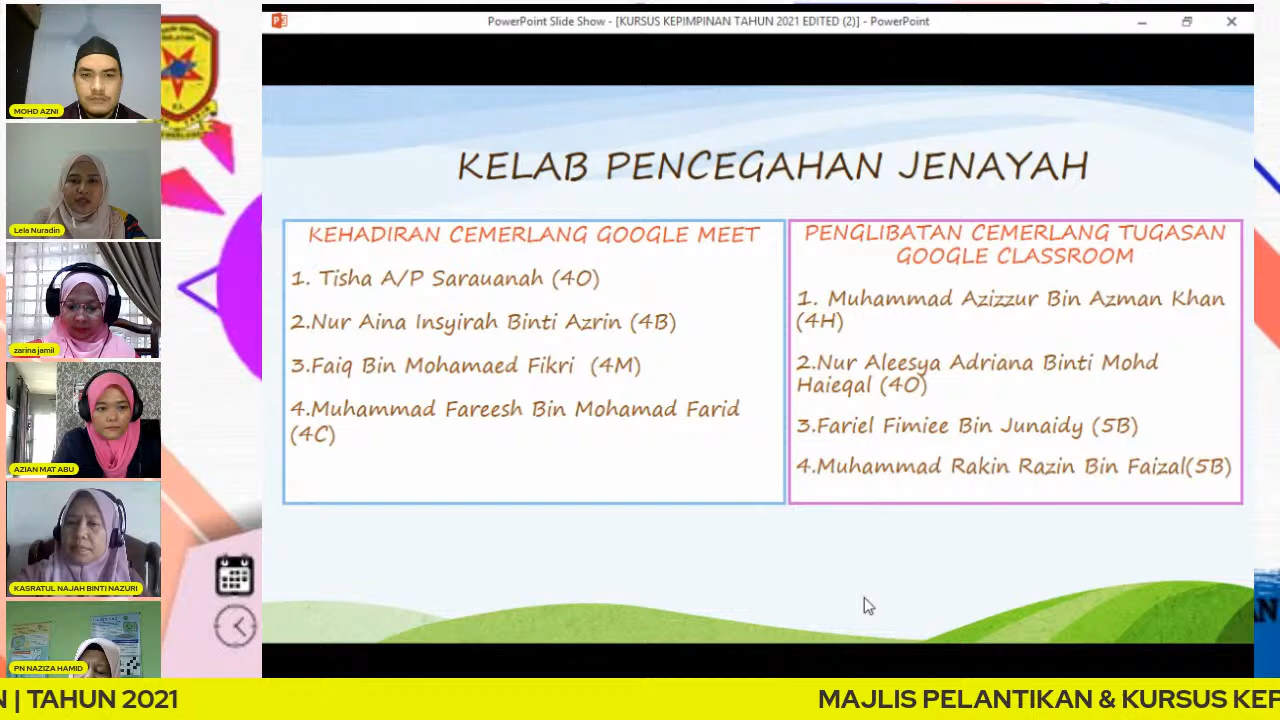 PowerPoint Slide Show - [KURSUS KEPIMPINAN TAHUN 2021 EDITED (2)] - PowerPoint
MOHD AZNI
Lela Nuradin
zarina jamil
AZIAN MAT ABU
KASRATUL NAJAH BINTI NAZURI
PN NAZIZA HAMID
KELAB PENCEGAHAN JENAYAH
KEHADIRAN CEMERLANG GOOGLE MEET
1. Tisha A/P Sarauanah (4O)
2.Nur Aina Insyirah Binti Azrin (4B)
3.Faiq Bin Mohamaed Fikri (4M)
4.Muhammad Fareesh Bin Mohamad Farid
(4C)
PENGLIBATAN CEMERLANG TUGASAN
GOOGLE CLASSROOM
1. Muhammad Azizzur Bin Azman Khan
(4H)
2.Nur Aleesya Adriana Binti Mohd
Haieqal (4O)
3.Fariel Fimiee Bin Junaidy (5B)
4.Muhammad Rakin Razin Bin Faizal(5B)
N | TAHUN 2021
MAJLIS PELANTIKAN & KURSUS KEP